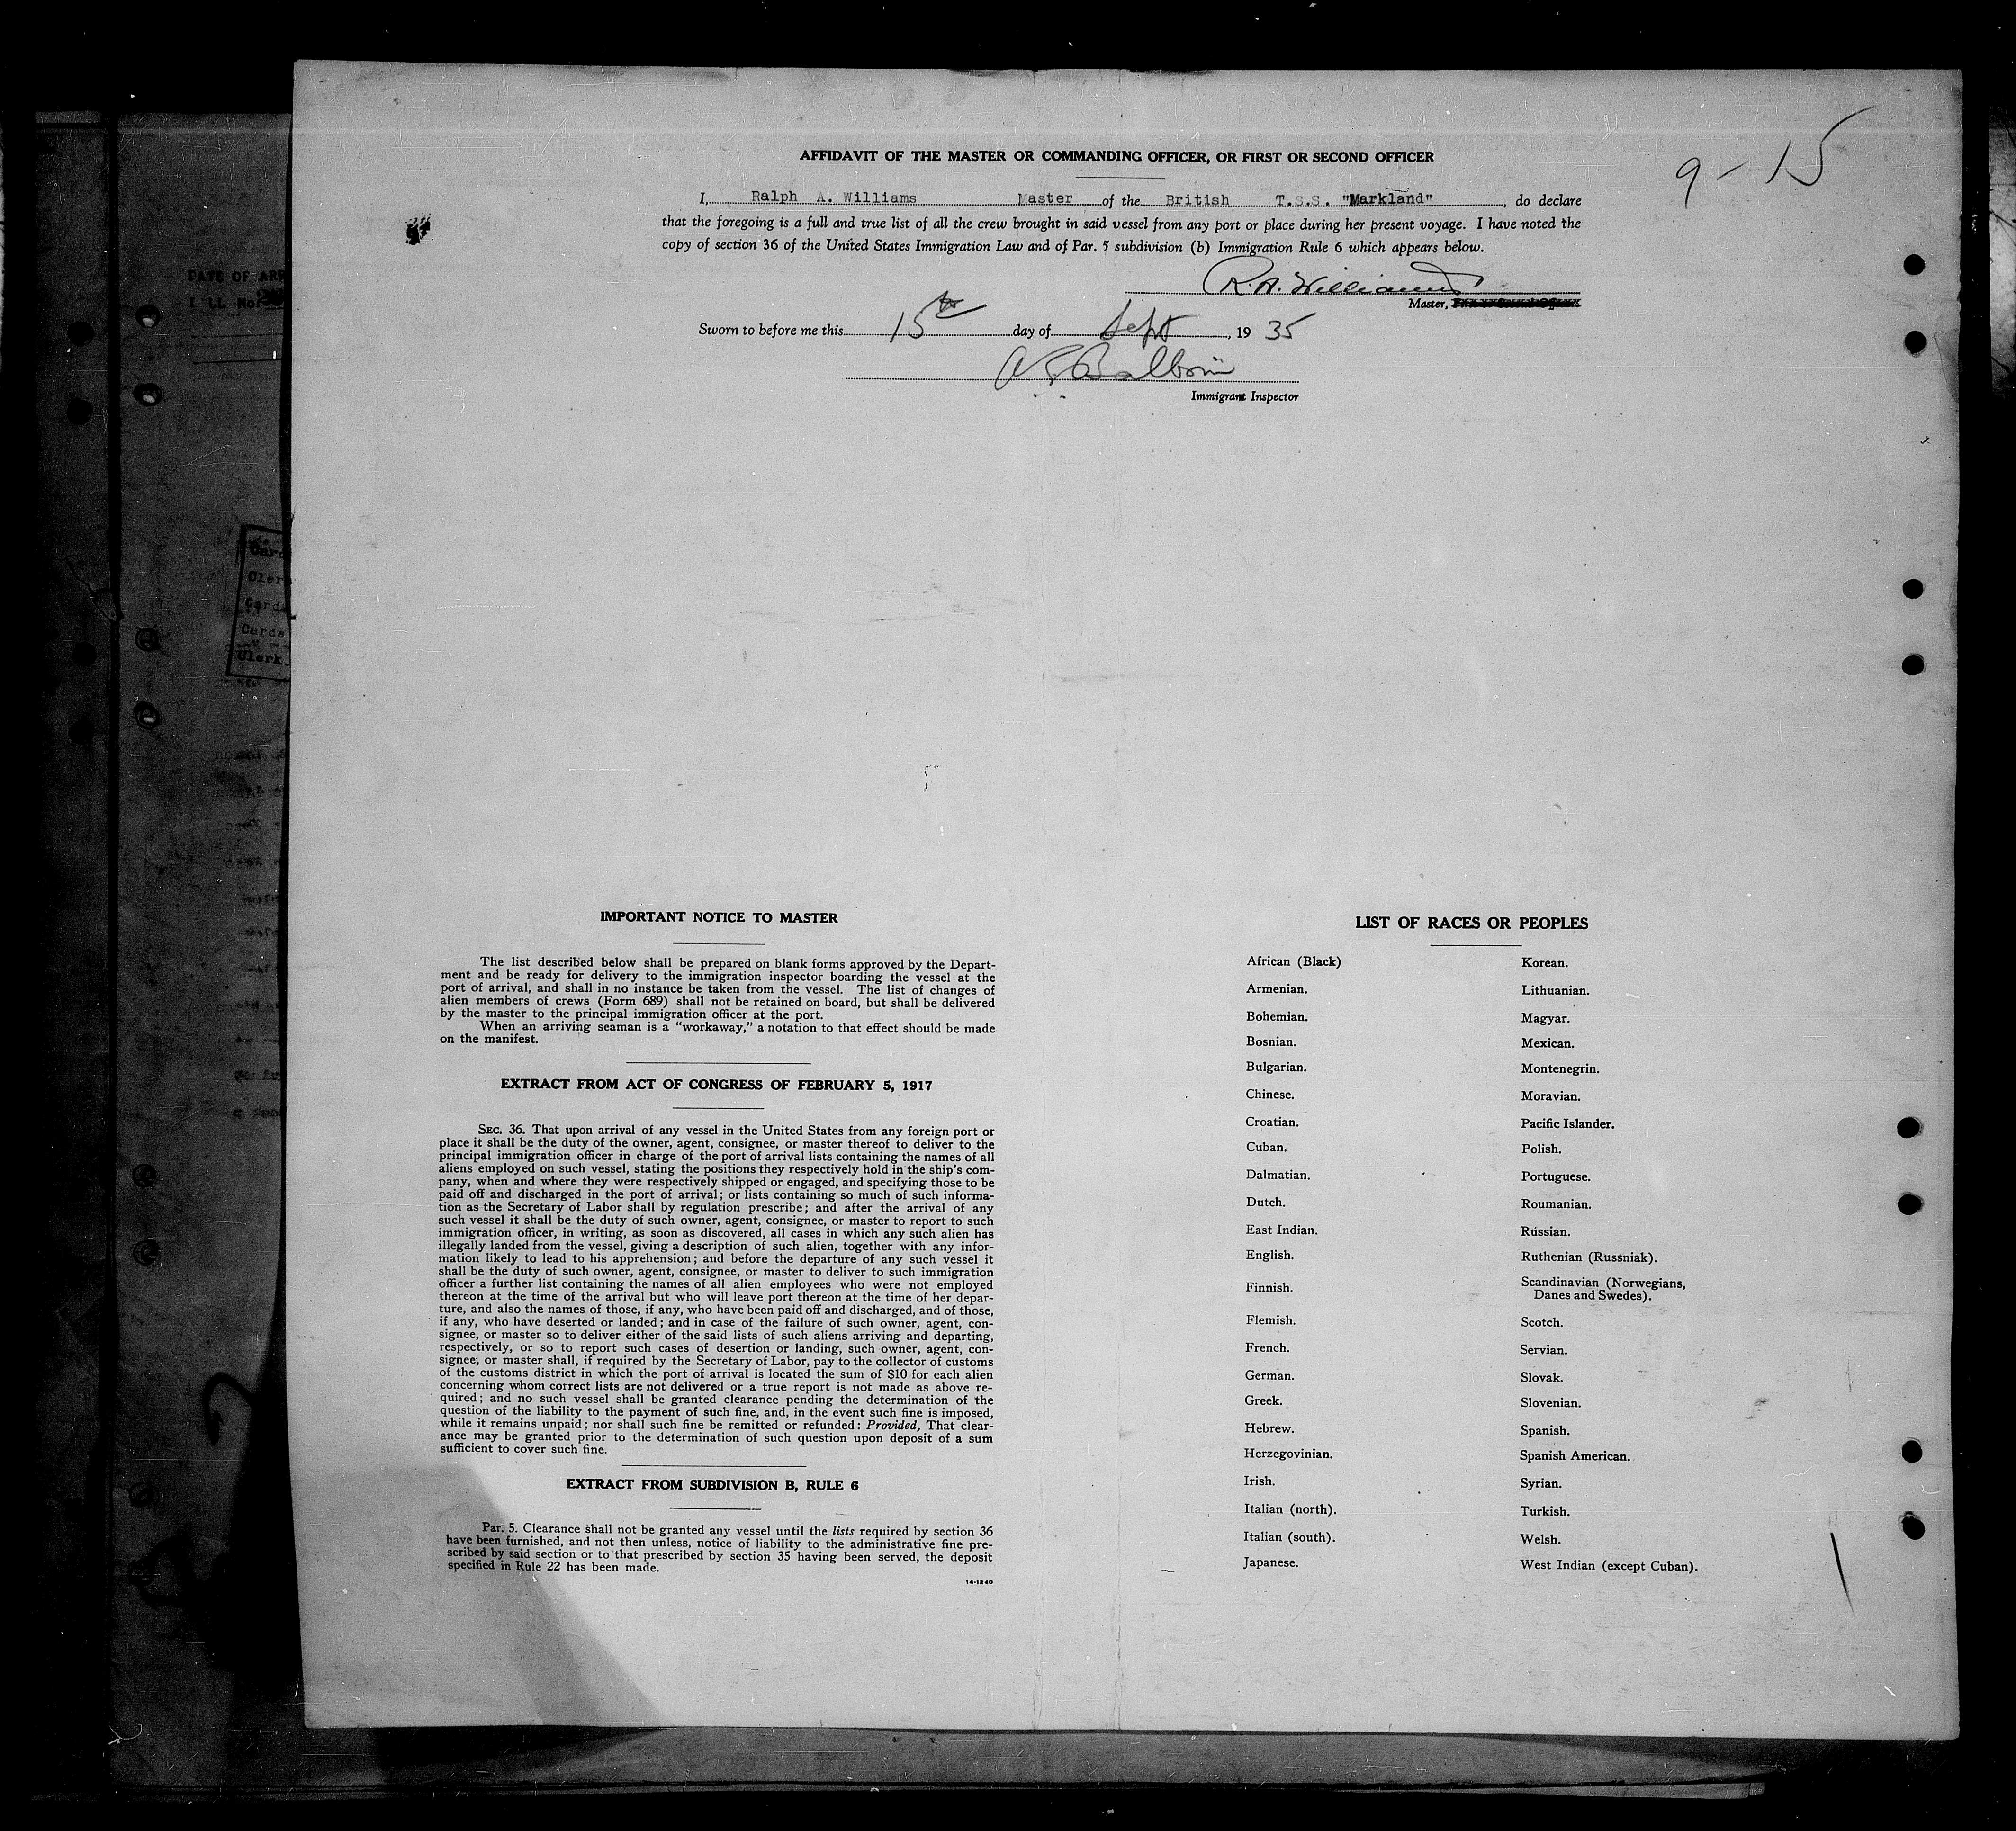 AFFIDAVIT OF THE MASTER OR COMMANDING OFFICER, OR FIRST OR SECOND OFFICER
9-15
I, Ralph A. Williams Master of the British T.S.S. "Markland", do declare
that the foregoing is a full and true list of all the crew brought in said vessel from any port or place during her present voyage. I have noted the
copy of section 36 of the United States Immigration Law and of Par. 5 subdivision (b) Immigration Rule 6 which appears below.
R.A. Williams
Master,
Sworn to before me this 15th day of Sept, 1935
Immigrant Inspector
DATE OF ARR
Clerk
Cards
Cards
Clerk
IMPORTANT NOTICE TO MASTER
The list described below shall be prepared on blank forms approved by the Depart-
ment and be ready for delivery to the immigration inspector boarding the vessel at the
port of arrival, and shall in no instance be taken from the vessel. The list of changes of
alien members of crews (Form 689) shall not be retained on board, but shall be delivered
by the master to the principal immigration officer at the port.
When an arriving seaman is a "workaway," a notation to that effect should be made
on the manifest.
EXTRACT FROM ACT OF CONGRESS OF FEBRUARY 5, 1917
SEC. 36. That upon arrival of any vessel in the United States from any foreign port or
place it shall be the duty of the owner, agent, consignee, or master thereof to deliver to the
principal immigration officer in charge of the port of arrival lists containing the names of all
aliens employed on such vessel, stating the positions they respectively hold in the ship's com-
pany, when and where they were respectively shipped or engaged, and specifying those to be
paid off and discharged in the port of arrival; or lists containing so much of such informa-
tion as the Secretary of Labor shall by regulation prescribe; and after the arrival of any
such vessel it shall be the duty of such owner, agent, consignee, or master to report to such
immigration officer, in writing, as soon as discovered, all cases in which any such alien has
illegally landed from the vessel, giving a description of such alien, together with any infor-
mation likely to lead to his apprehension; and before the departure of any such vessel it
shall be the duty of such owner, agent, consignee, or master to deliver to such immigration
officer a further list containing the names of all alien employees who were not employed
thereon at the time of the arrival but who will leave port thereon at the time of her depar-
ture, and also the names of those, if any, who have been paid off and discharged, and of those,
if any, who have deserted or landed; and in case of the failure of such owner, agent, con-
signee, or master so to deliver either of the said lists of such aliens arriving and departing,
respectively, or so to report such cases of desertion or landing, such owner, agent, con-
signee, or master shall, if required by the Secretary of Labor, pay to the collector of customs
of the customs district in which the port of arrival is located the sum of $10 for each alien
concerning whom correct lists are not delivered or a true report is not made as above re-
quired; and no such vessel shall be granted clearance pending the determination of the
question of the liability to the payment of such fine, and, in the event such fine is imposed,
while it remains unpaid; nor shall such fine be remitted or refunded: Provided, That clear-
ance may be granted prior to the determination of such question upon deposit of a sum
sufficient to cover such fine.
EXTRACT FROM SUBDIVISION B, RULE 6
Par. 5. Clearance shall not be granted any vessel until the lists required by section 36
have been furnished, and not then unless, notice of liability to the administrative fine pre-
scribed by said section or to that prescribed by section 35 having been served, the deposit
specified in Rule 22 has been made.
14-1240
LIST OF RACES OR PEOPLES
African (Black)
Armenian.
Bohemian.
Bosnian.
Bulgarian.
Chinese.
Croatian.
Cuban.
Dalmatian.
Dutch.
East Indian.
English.
Finnish.
Flemish.
French.
German.
Greek.
Hebrew.
Herzegovinian.
Irish.
Italian (north).
Italian (south).
Japanese.
Korean.
Lithuanian.
Magyar.
Mexican.
Montenegrin.
Moravian.
Pacific Islander.
Polish.
Portuguese.
Roumanian.
Russian.
Ruthenian (Russniak).
Scandinavian (Norwegians,
Danes and Swedes).
Scotch.
Servian.
Slovak.
Slovenian.
Spanish.
Spanish American.
Syrian.
Turkish.
Welsh.
West Indian (except Cuban).